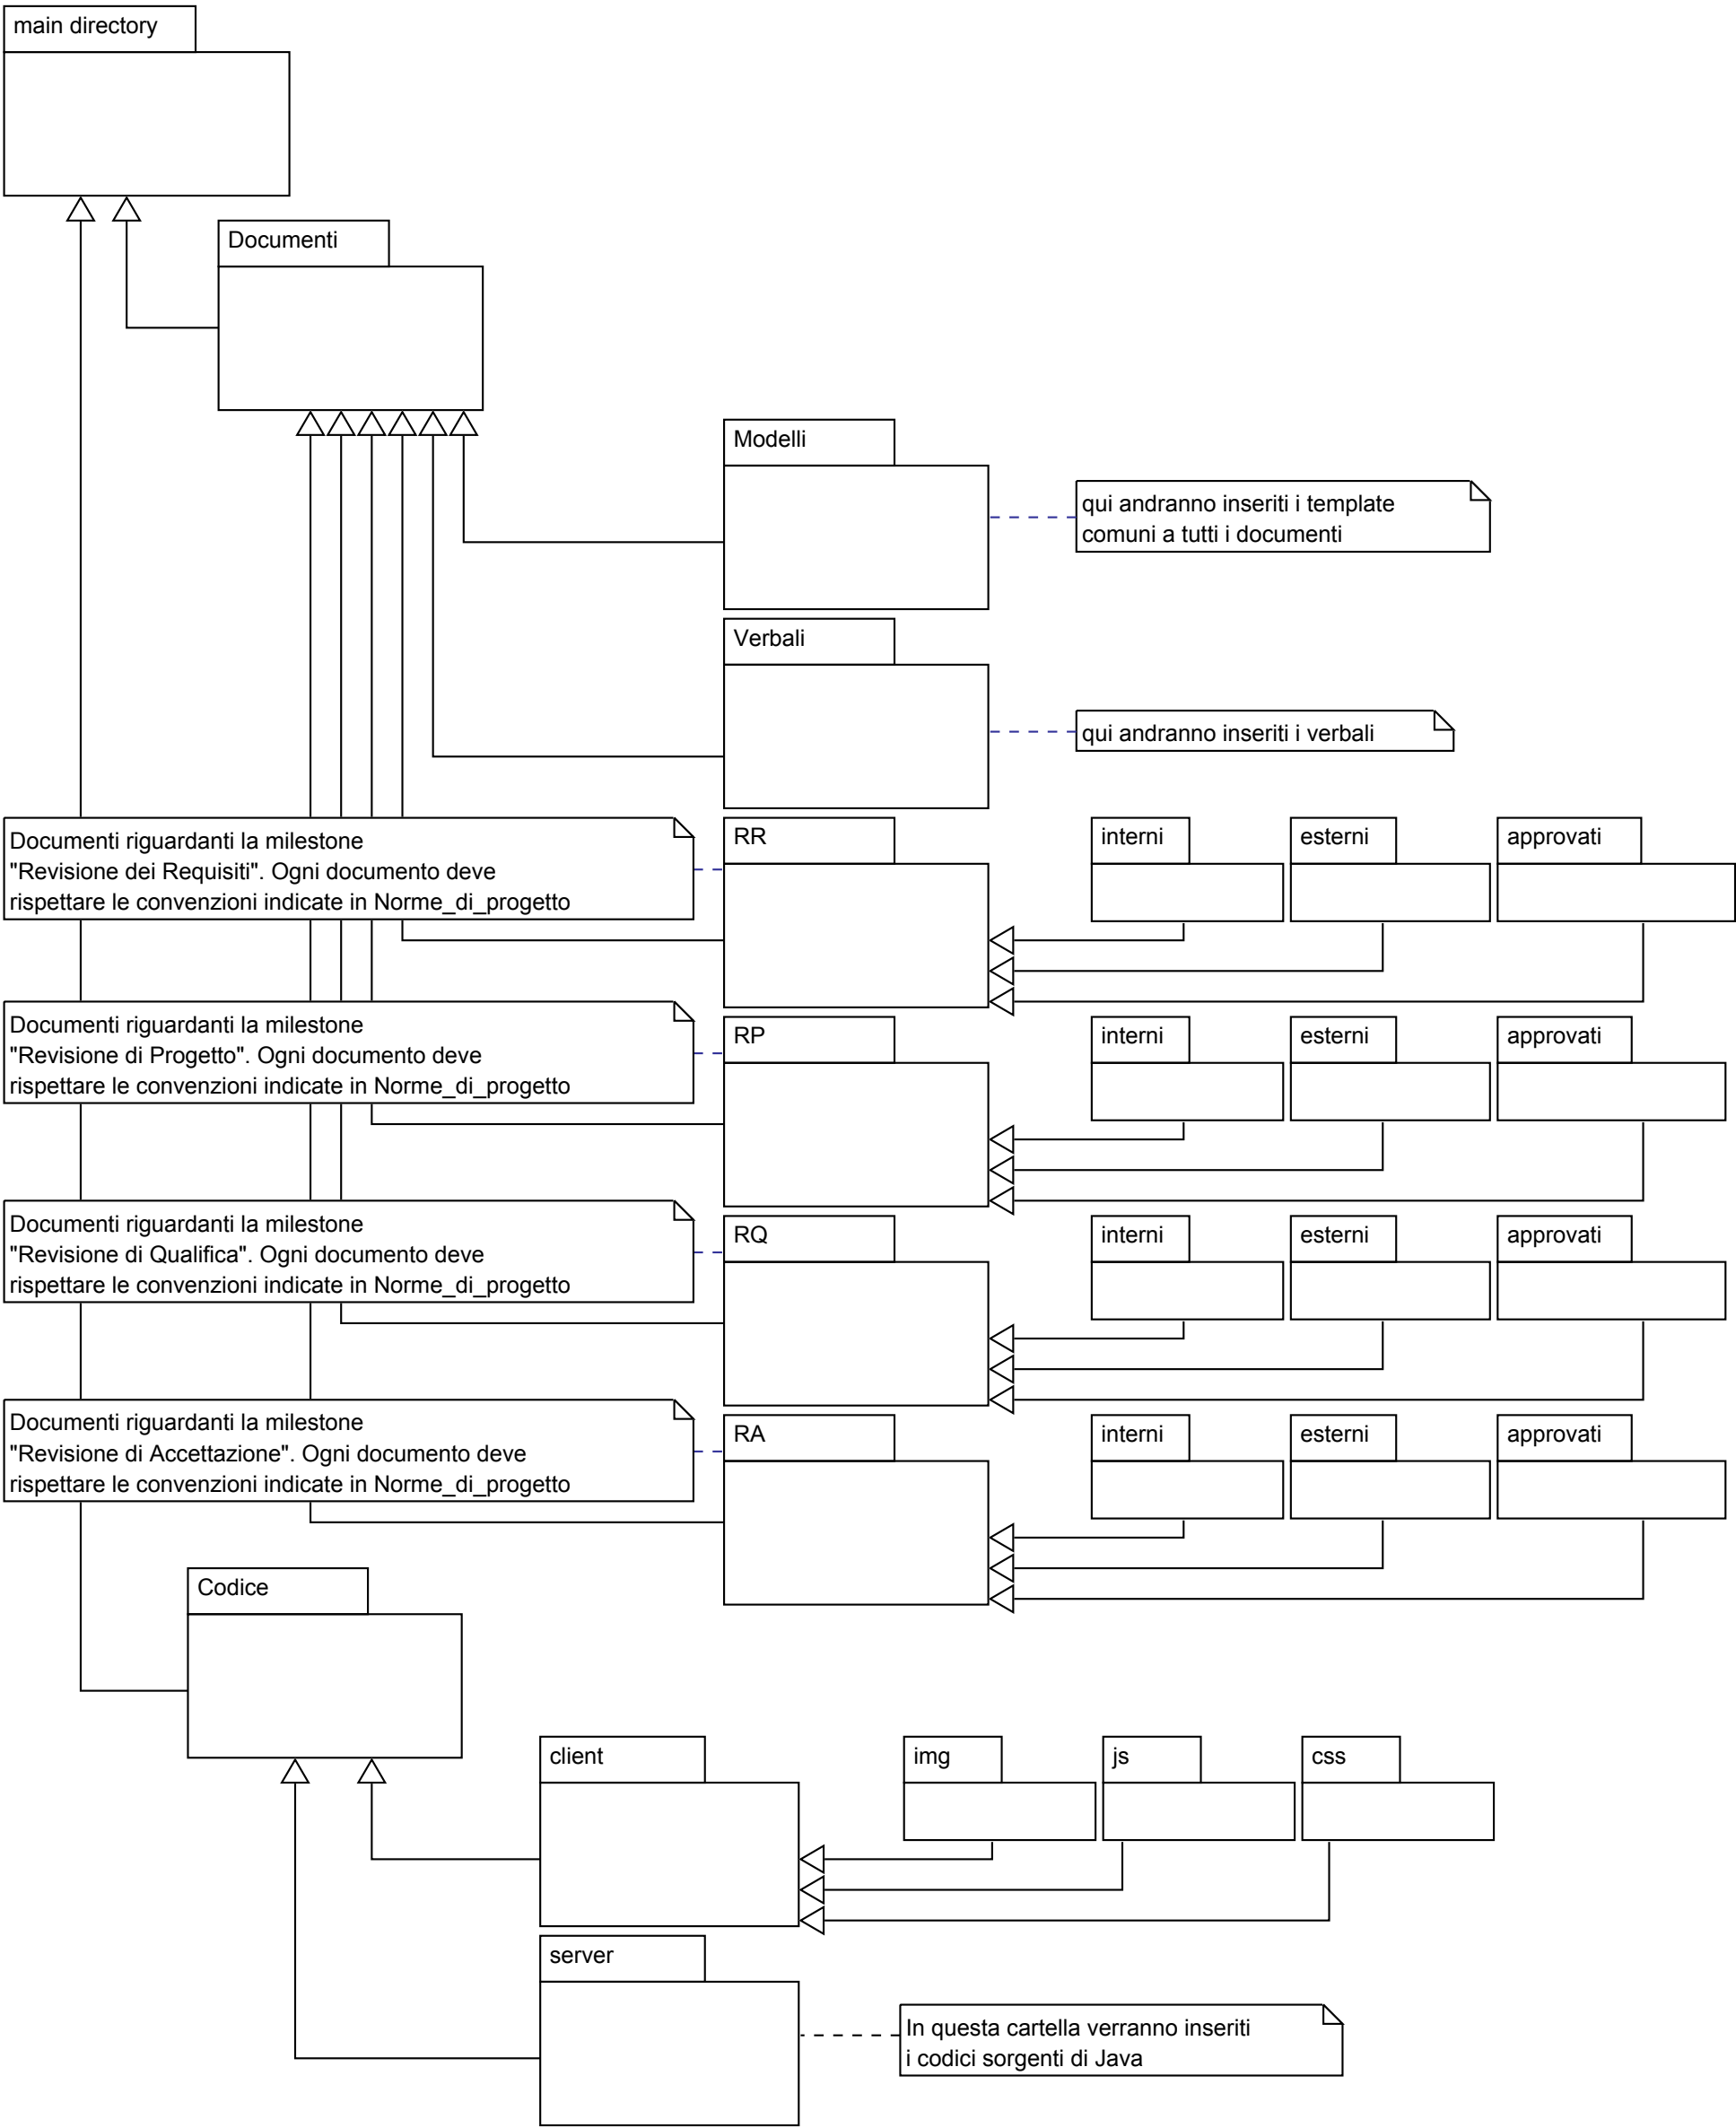 main directory
Documenti
Modelli
qui andranno inseriti i template
comuni a tutti i documenti
Verbali
qui andranno inseriti i verbali
Documenti riguardanti la milestone
"Revisione dei Requisiti". Ogni documento deve
rispettare le convenzioni indicate in Norme_di_progetto
RR
interni
esterni
approvati
Documenti riguardanti la milestone
"Revisione di Progetto". Ogni documento deve
rispettare le convenzioni indicate in Norme_di_progetto
RP
interni
esterni
approvati
Documenti riguardanti la milestone
"Revisione di Qualifica". Ogni documento deve
rispettare le convenzioni indicate in Norme_di_progetto
RQ
interni
esterni
approvati
Documenti riguardanti la milestone
"Revisione di Accettazione". Ogni documento deve
rispettare le convenzioni indicate in Norme_di_progetto
RA
interni
esterni
approvati
Codice
client
img
js
css
server
In questa cartella verranno inseriti
i codici sorgenti di Java